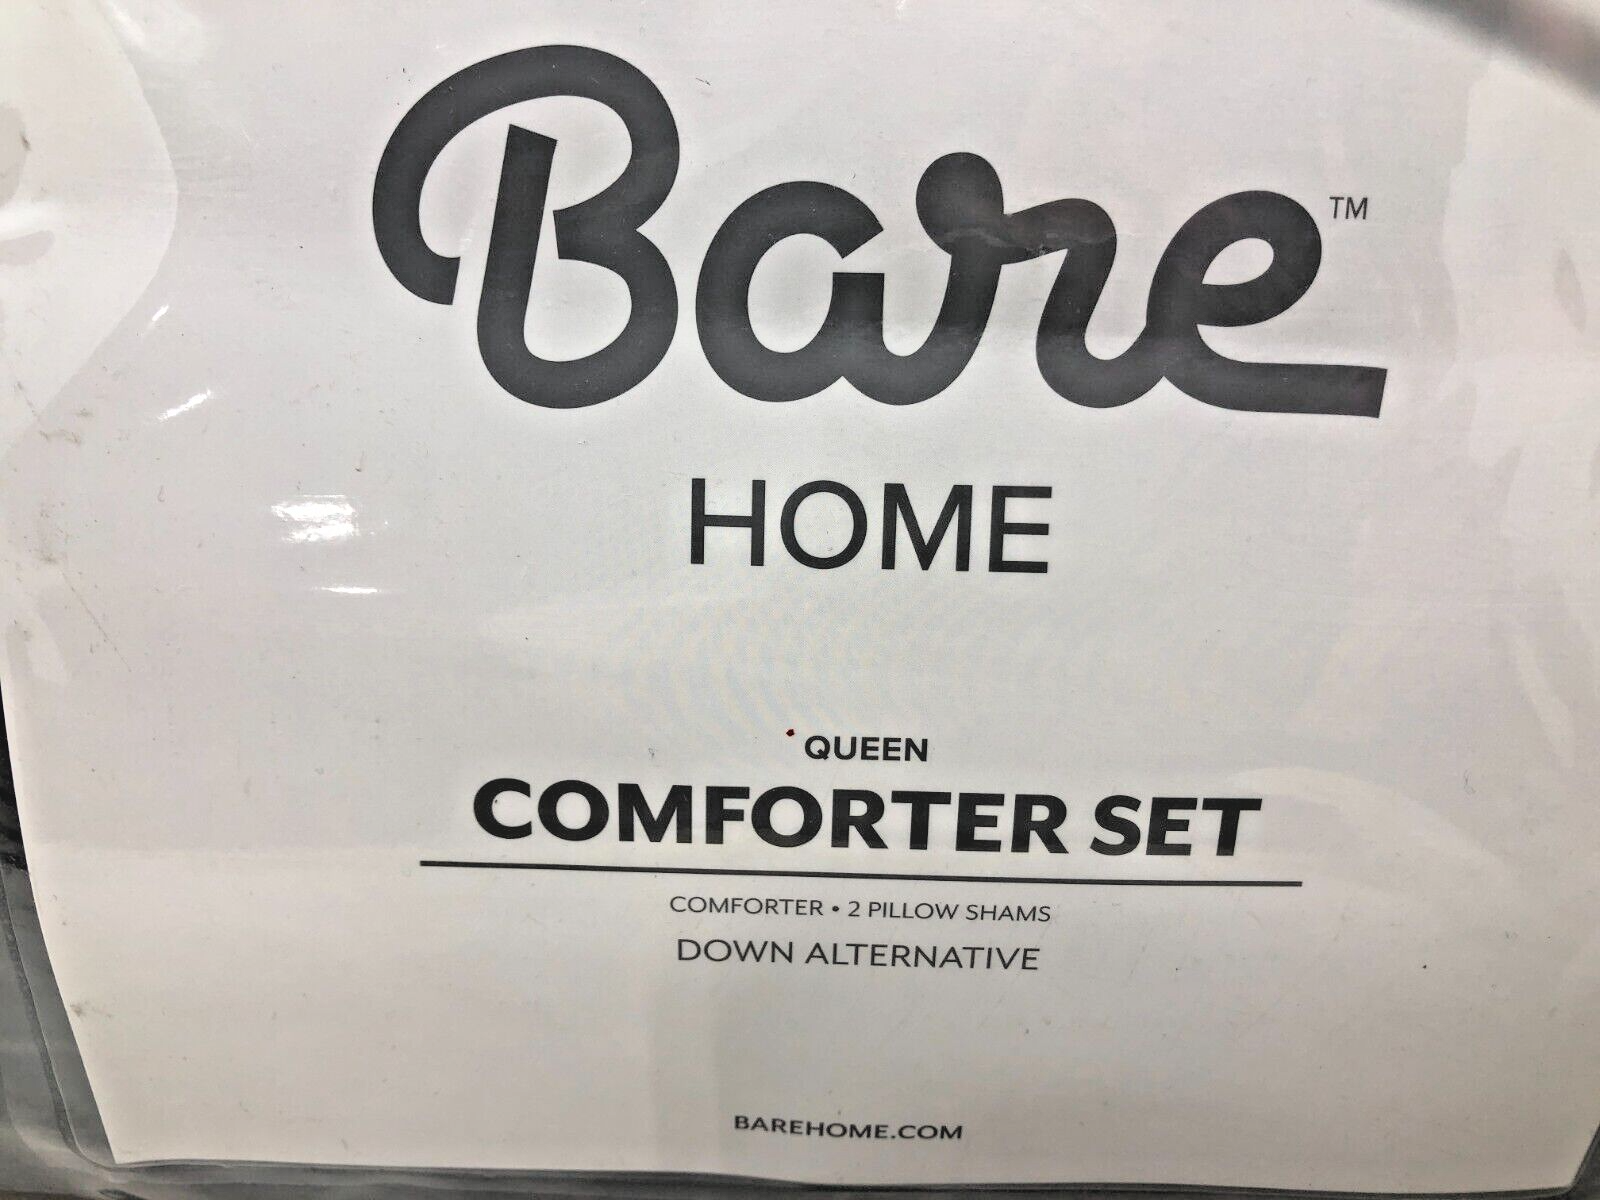 Bare™
HOME
QUEEN
COMFORTER SET
COMFORTER • 2 PILLOW SHAMS
DOWN ALTERNATIVE
BAREHOME.COM